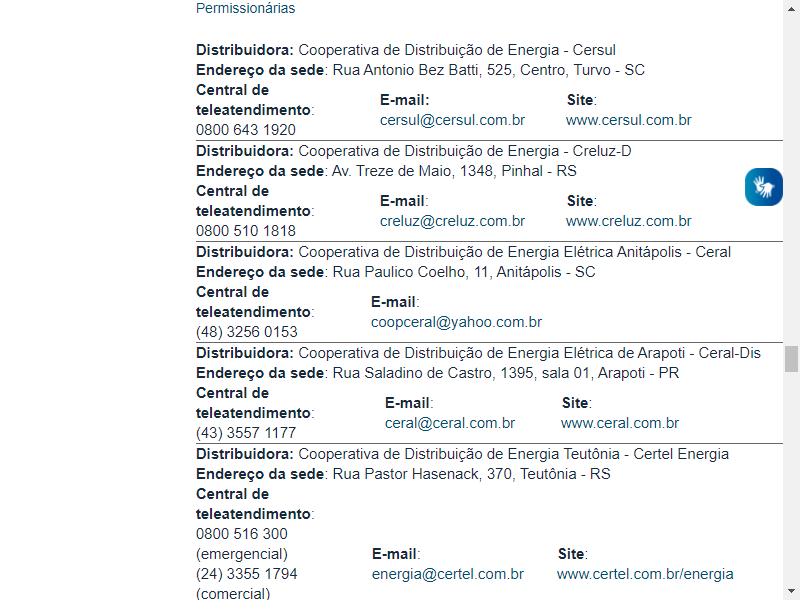 Permissionárias
Distribuidora: Cooperativa de Distribuição de Energia - Cersul
Endereço da sede: Rua Antonio Bez Batti, 525, Centro, Turvo - SC
Central de
teleatendimento:
0800 643 1920
E-mail:
cersul@cersul.com.br
Site:
www.cersul.com.br
Distribuidora: Cooperativa de Distribuição de Energia - Creluz-D
Endereço da sede: Av. Treze de Maio, 1348, Pinhal - RS
Central de
teleatendimento:
0800 510 1818
E-mail:
creluz@creluz.com.br
Site:
www.creluz.com.br
Distribuidora: Cooperativa de Distribuição de Energia Elétrica Anitápolis - Ceral
Endereço da sede: Rua Paulico Coelho, 11, Anitápolis - SC
Central de
teleatendimento:
(48) 3256 0153
E-mail:
coopceral@yahoo.com.br
Distribuidora: Cooperativa de Distribuição de Energia Elétrica de Arapoti - Ceral-Dis
Endereço da sede: Rua Saladino de Castro, 1395, sala 01, Arapoti - PR
Central de
teleatendimento:
(43) 3557 1177
E-mail:
ceral@ceral.com.br
Site:
www.ceral.com.br
Distribuidora: Cooperativa de Distribuição de Energia Teutônia - Certel Energia
Endereço da sede: Rua Pastor Hasenack, 370, Teutônia - RS
Central de
teleatendimento:
0800 516 300
(emergencial)
(24) 3355 1794
(comercial)
E-mail:
energia@certel.com.br
Site:
www.certel.com.br/energia